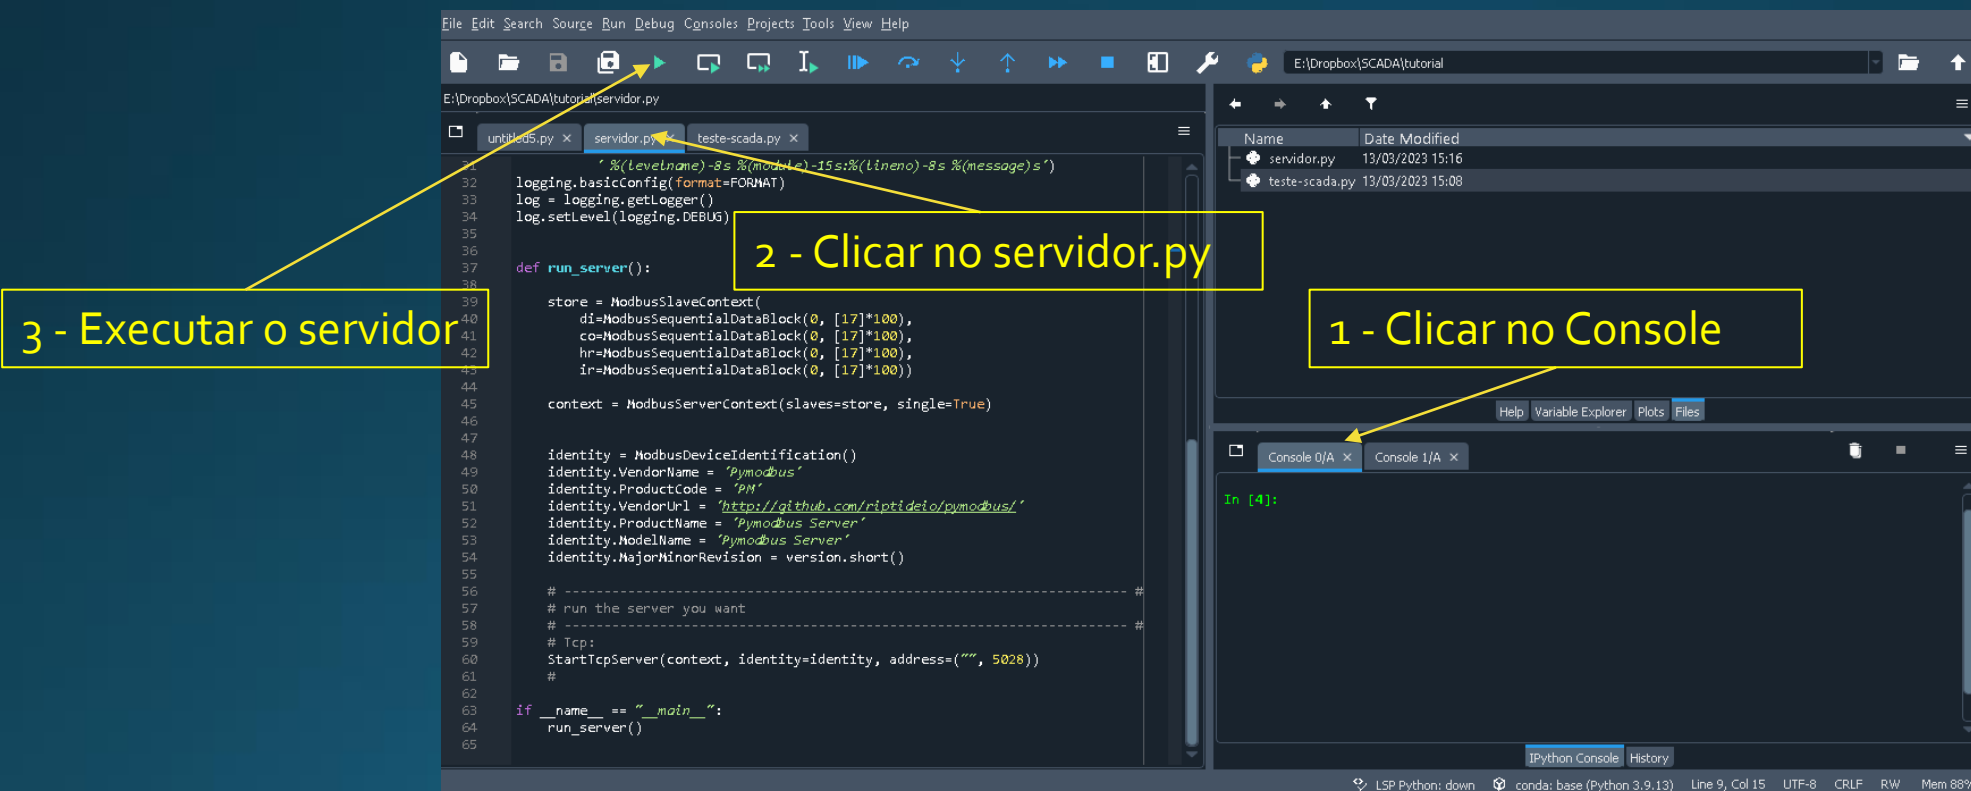 File Edit Search Source Run Debug Consoles Projects Tools View Help
E:\Dropbox\SCADA\tutorial
E:\Dropbox\SCADA\tutorial\servidor.py
untitled5.py servidor.py teste-scada.py
31 ' %(levelname)-8s %(module)-15s:%(lineno)-8s %(message)s')
32 logging.basicConfig(format=FORMAT)
33 log = logging.getLogger()
34 log.setLevel(logging.DEBUG)
35
36
37 def run_server():
38
39 store = ModbusSlaveContext(
40 di=ModbusSequentialDataBlock(0, [17]*100),
41 co=ModbusSequentialDataBlock(0, [17]*100),
42 hr=ModbusSequentialDataBlock(0, [17]*100),
43 ir=ModbusSequentialDataBlock(0, [17]*100))
44
45 context = ModbusServerContext(slaves=store, single=True)
46
47
48 identity = ModbusDeviceIdentification()
49 identity.VendorName = 'Pymodbus'
50 identity.ProductCode = 'PM'
51 identity.VendorUrl = 'http://github.com/riptideio/pymodbus/'
52 identity.ProductName = 'Pymodbus Server'
53 identity.ModelName = 'Pymodbus Server'
54 identity.MajorMinorRevision = version.short()
55
56 # ----------------------------------------------------------------------- #
57 # run the server you want
58 # ----------------------------------------------------------------------- #
59 # Tcp:
60 StartTcpServer(context, identity=identity, address=("", 5028))
61 #
62
63 if __name__ == "__main__":
64 run_server()
65
3 - Executar o servidor
2 - Clicar no servidor.py
1 - Clicar no Console
Name Date Modified
servidor.py 13/03/2023 15:16
teste-scada.py 13/03/2023 15:08
Help Variable Explorer Plots Files
Console 0/A Console 1/A
In [4]:
IPython Console History
LSP Python: down conda: base (Python 3.9.13) Line 9, Col 15 UTF-8 CRLF RW Mem 88%